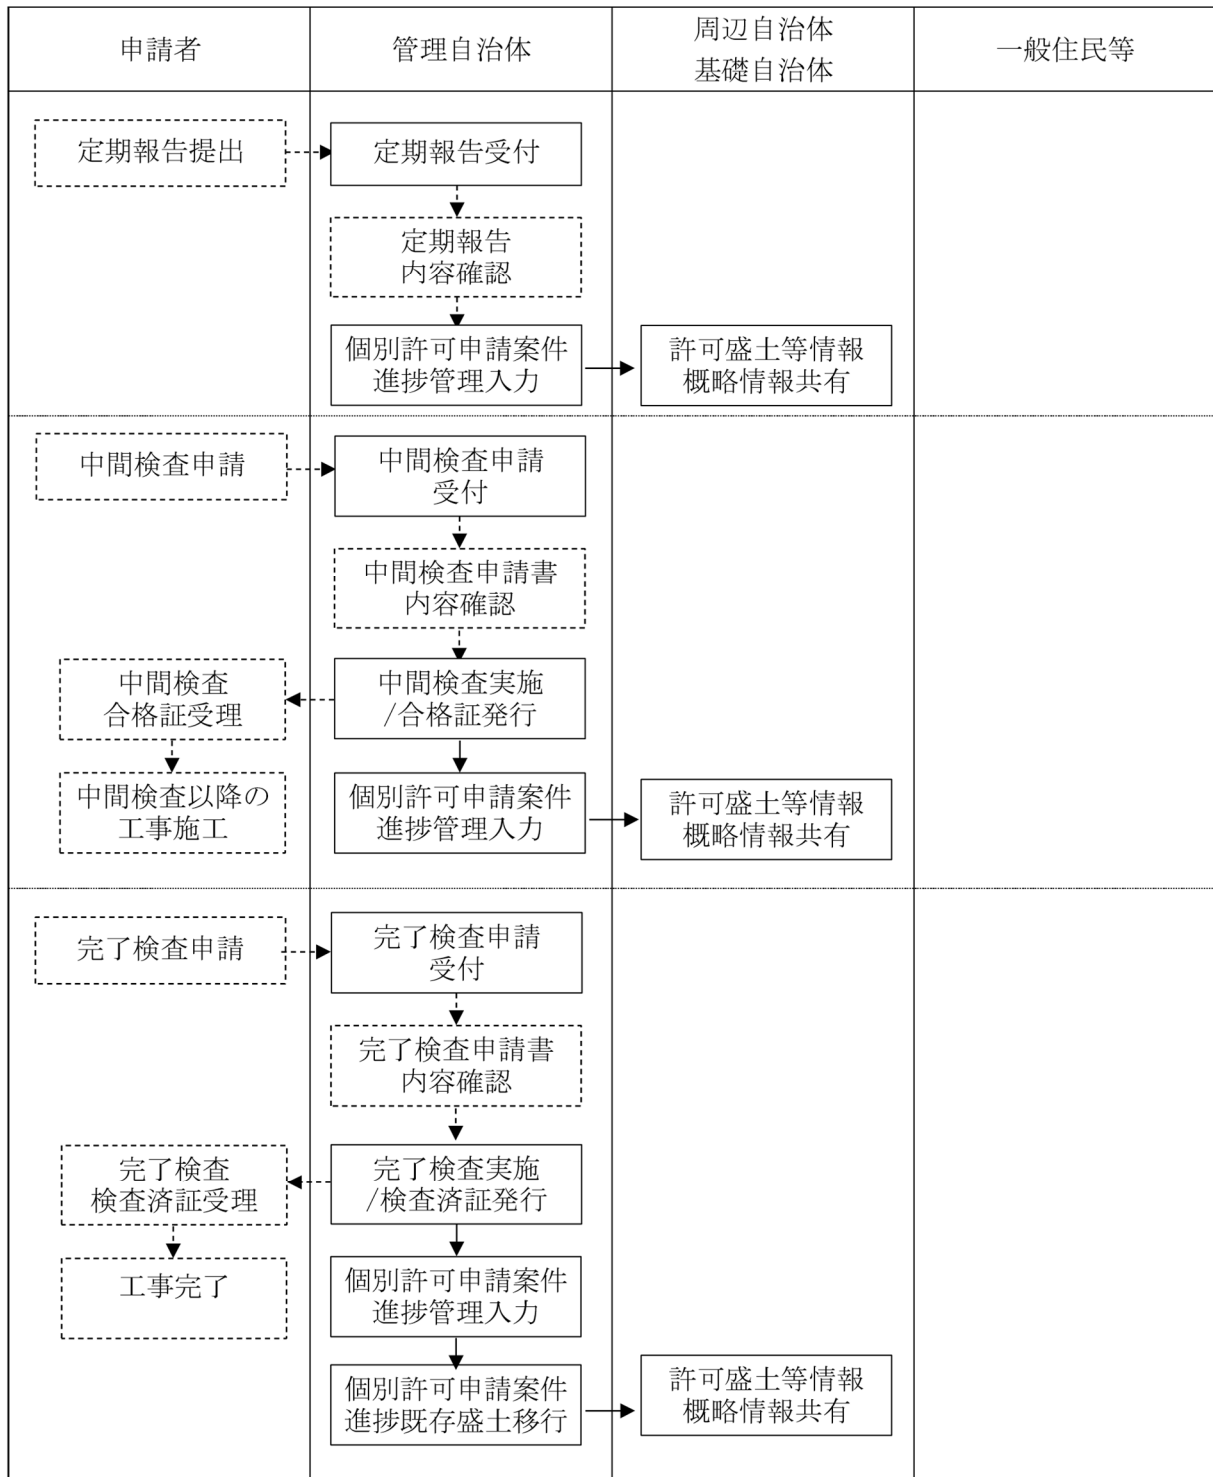 申請者
管理自治体
周辺自治体
基礎自治体
一般住民等
定期報告提出
定期報告受付
定期報告
内容確認
個別許可申請案件
進捗管理入力
許可盛土等情報
概略情報共有
中間検査申請
中間検査申請
受付
中間検査申請書
内容確認
中間検査
合格証受理
中間検査実施
/合格証発行
中間検査以降の
工事施工
個別許可申請案件
進捗管理入力
許可盛土等情報
概略情報共有
完了検査申請
完了検査申請
受付
完了検査申請書
内容確認
完了検査
検査済証受理
完了検査実施
/検査済証発行
工事完了
個別許可申請案件
進捗管理入力
個別許可申請案件
進捗既存盛土移行
許可盛土等情報
概略情報共有